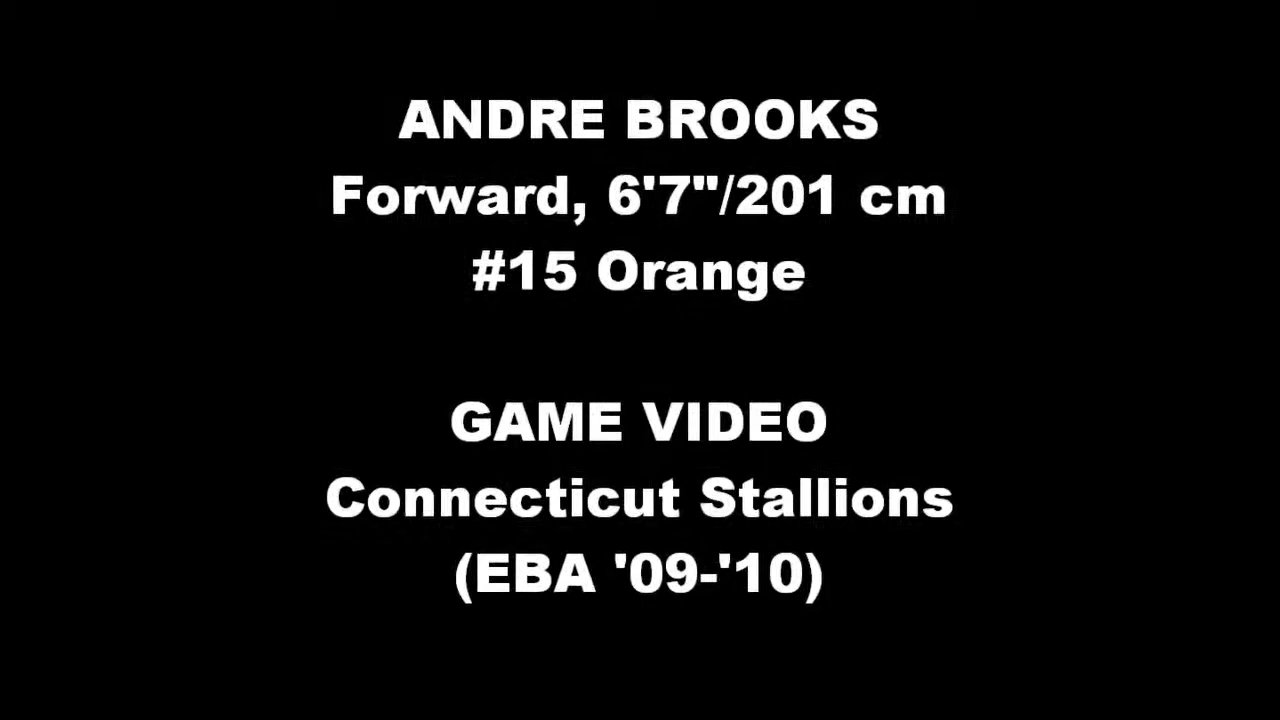 ANDRE BROOKS
Forward, 6'7"/201 cm
#15 Orange
GAME VIDEO
Connecticut Stallions
(EBA '09-'10)